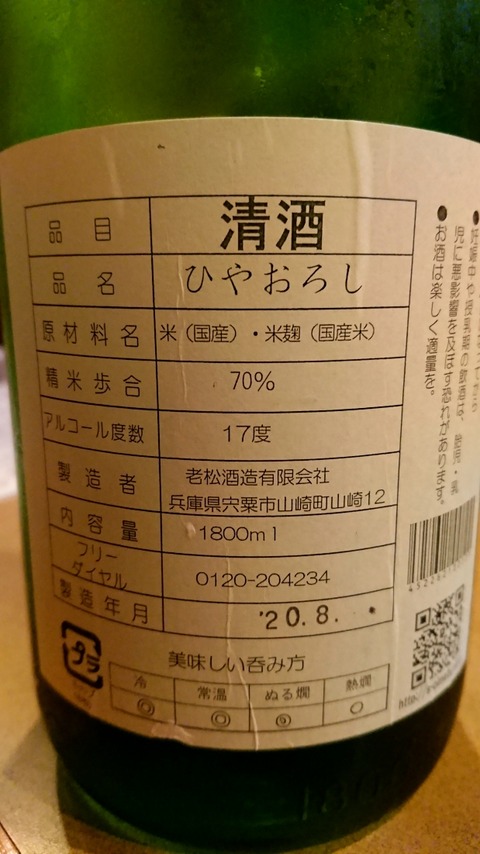 品目 清酒
品名 ひやおろし
原材料名 米（国産）・米麹（国産米）
精米歩合 70%
アルコール度数 17度
製造者 老松酒造有限会社
兵庫県宍粟市山崎町山崎12
内容量 1800ml
フリーダイヤル 0120-204234
製造年月 '20.8.
美味しい呑み方
冷 常温 ぬる燗 熱燗
◎ ◎ ◎ ○
児に悪影響を及ぼす恐れがあります。
●お酒は楽しく適量を。
http://